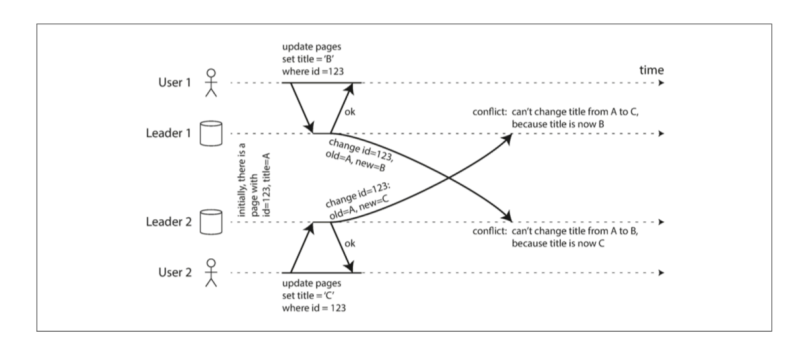 update pages
set title = 'B'
where id =123
time
User 1
ok
Leader 1
conflict: can't change title from A to C,
because title is now B
change id=123,
old=A, new=B
initially, there is a
page with
id=123, title=A
change id=123:
old=A, new=C
Leader 2
conflict: can't change title from A to B,
because title is now C
ok
User 2
update pages
set title = 'C'
where id = 123